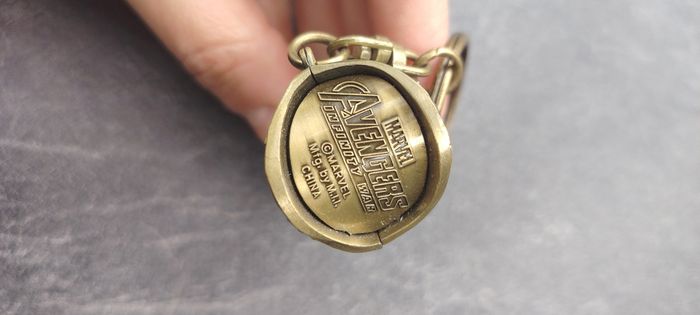 MARVEL
AVENGERS
INFINITY WAR
©MARVEL
Mfg. by M.I.
CHINA